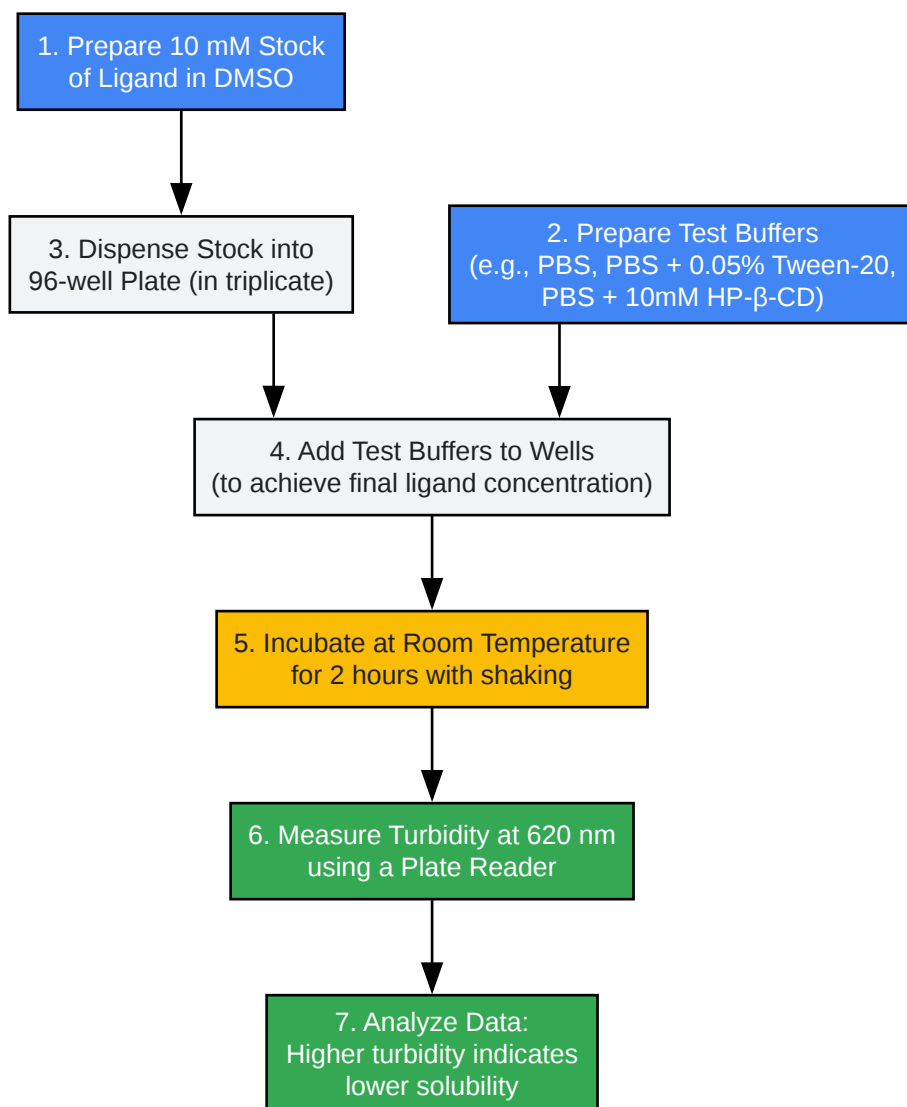 1. Prepare 10 mM Stock
of Ligand in DMSO
3. Dispense Stock into
96-well Plate (in triplicate)
2. Prepare Test Buffers
(e.g., PBS, PBS + 0.05% Tween-20,
PBS + 10mM HP-β-CD)
4. Add Test Buffers to Wells
(to achieve final ligand concentration)
5. Incubate at Room Temperature
for 2 hours with shaking
6. Measure Turbidity at 620 nm
using a Plate Reader
7. Analyze Data:
Higher turbidity indicates
lower solubility